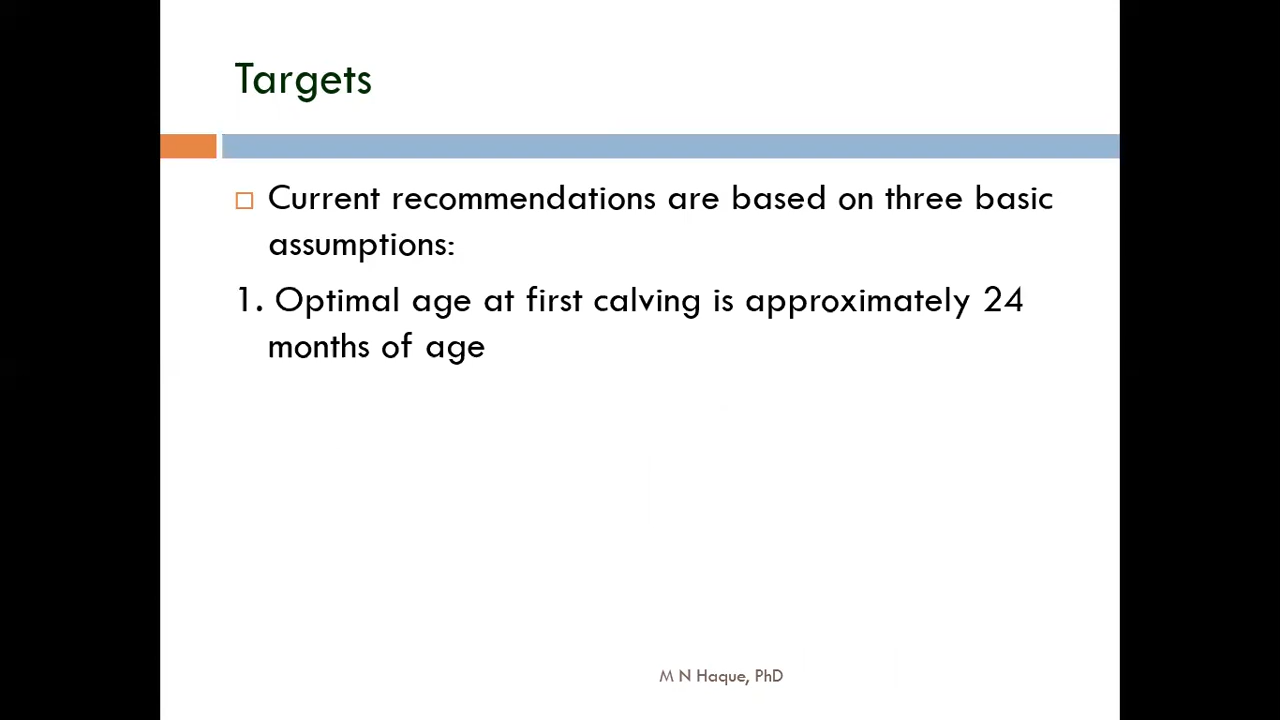 Targets
Current recommendations are based on three basic
assumptions:
1. Optimal age at first calving is approximately 24
months of age
M N Haque, PhD